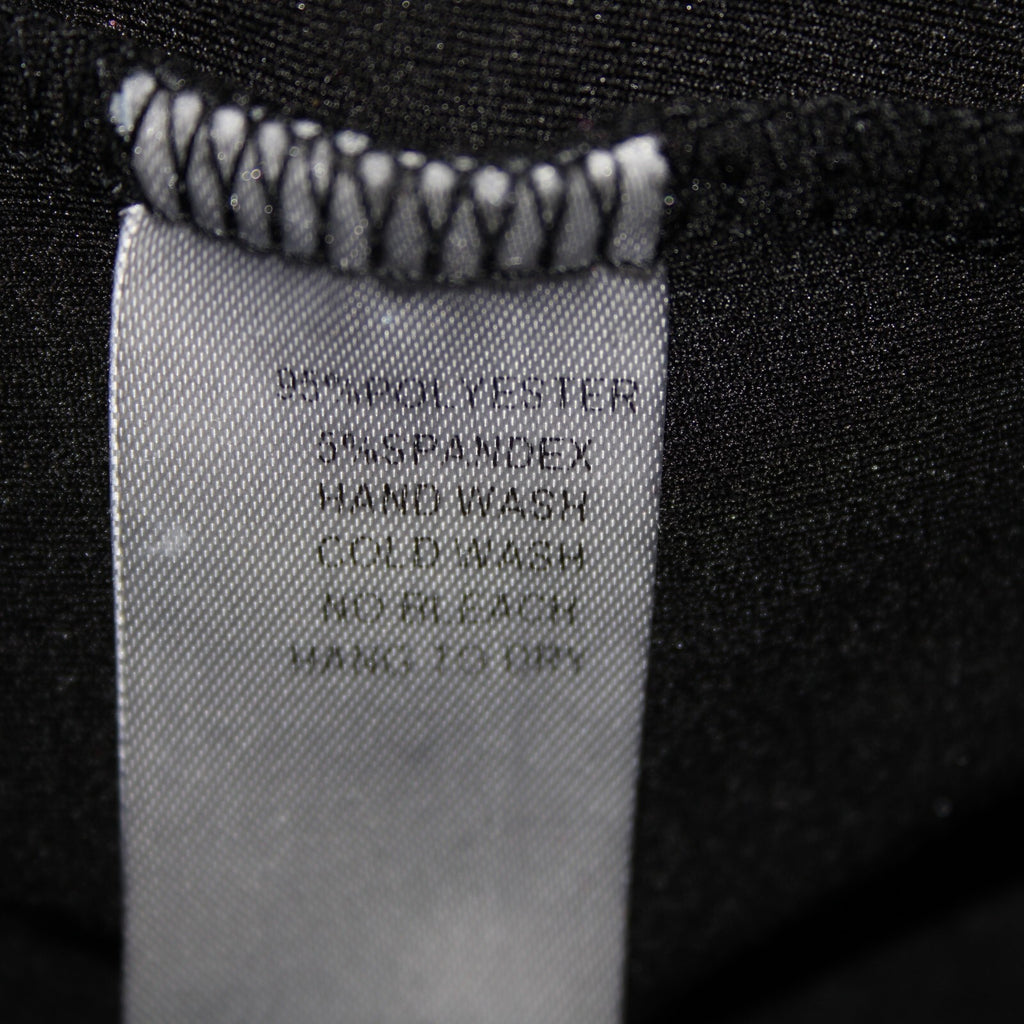 95%POLYESTER
5%SPANDEX
HAND WASH
COLD WASH
NO BLEACH
HANG TO DRY